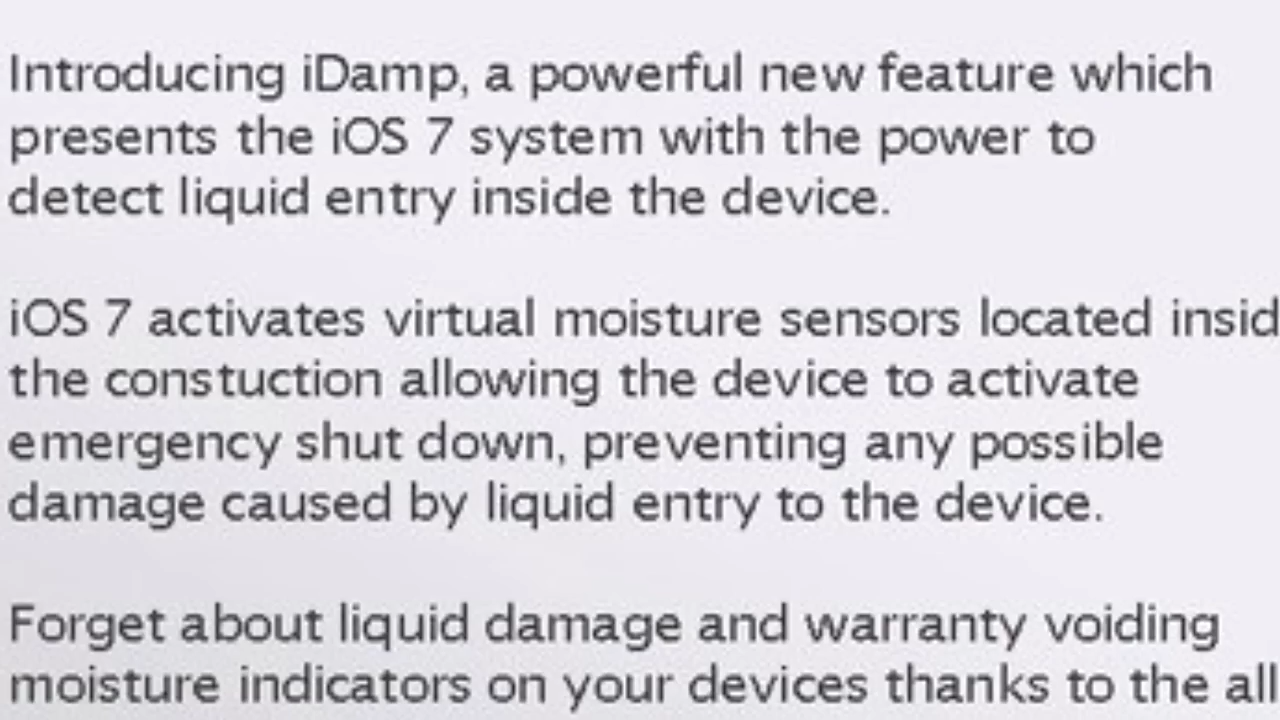 Introducing iDamp, a powerful new feature which
presents the iOS 7 system with the power to
detect liquid entry inside the device.
iOS 7 activates virtual moisture sensors located insid
the constuction allowing the device to activate
emergency shut down, preventing any possible
damage caused by liquid entry to the device.
Forget about liquid damage and warranty voiding
moisture indicators on your devices thanks to the all